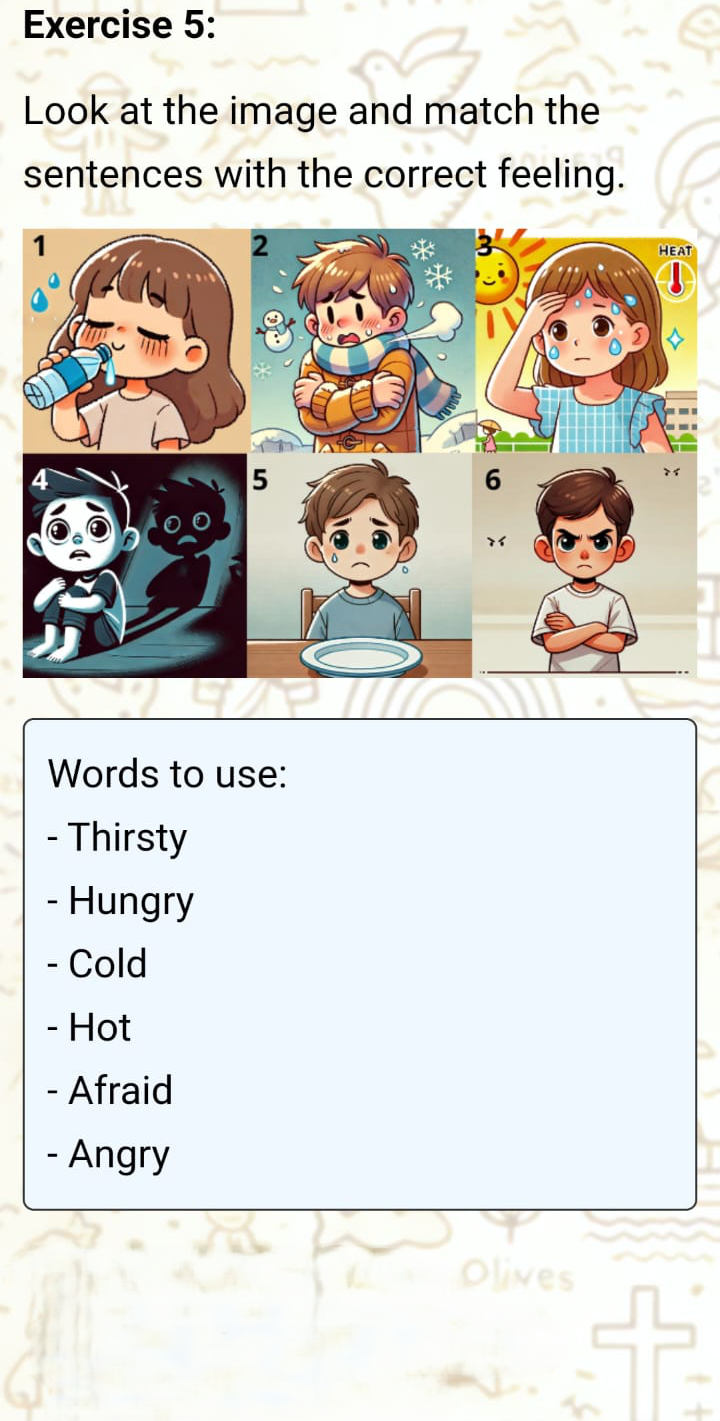 Exercise 5:
Look at the image and match the
sentences with the correct feeling.
1
2
3
HEAT
4
5
6
Words to use:
- Thirsty
- Hungry
- Cold
- Hot
- Afraid
- Angry
Olives